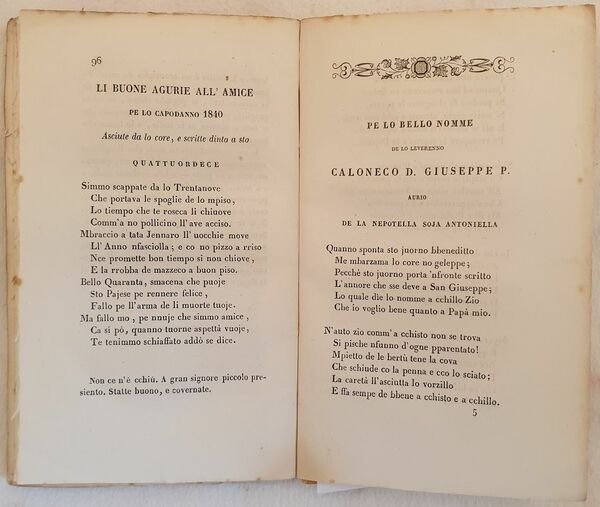 96
LI BUONE AGURIE ALL' AMICE
PE LO CAPODANNO 1840
Asciute da lo core, e scritte dinto a sto
QUATTUORDECE
Simmo scappate da lo Trentanove
Che portava le spoglie de lo mpiso,
Lo tiempo che te roseca li chiuove
Comm'a no pollicino ll'ave acciso.
Mbraccio a tata Jennaro ll'uocchie move
Ll'Anno nfasciolla; e co no pizzo a rriso
Nce promette bon tiempo si non chiove,
E la rrobba de mazzeco a buon piso.
Bello Quaranta, smacena che puoje
Sto Pajese pe rennere felice,
Fallo pe ll'arma de li muorte tuoje.
Ma fallo mo, pe nnuje che simmo amice,
Ca si pò, quanno tuorne aspettà vuoje,
Te tenimmo schiaffato addò se dice.
Non ce n'è cchiù. A gran signore piccolo pre-
siento. Statte buono, e covernate.
PE LO BELLO NOMME
DE LO LEVERENNO
CALONECO D. GIUSEPPE P.
AURIO
DE LA NEPOTELLA SOJA ANTONIELLA
Quanno sponta sto juorno bbeneditto
Me mbarzama lo core no geleppe;
Pecchè sto juorno porta 'nfronte scritto
L'annore che sse deve a San Giuseppe;
Lo quale die lo nomme a cchillo Zio
Che io voglio bene quanto a Papà mio.
N'auto zio comm'a cchisto non se trova
Si pische nfunno d'ogne pparentato!
Mpietto de le bertù tene la cova
Che schiude co la penna e cco lo sciato;
La caretà ll'asciutta lo vorzillo
E ffa sempe de bbene a cchisto e a cchillo.
5